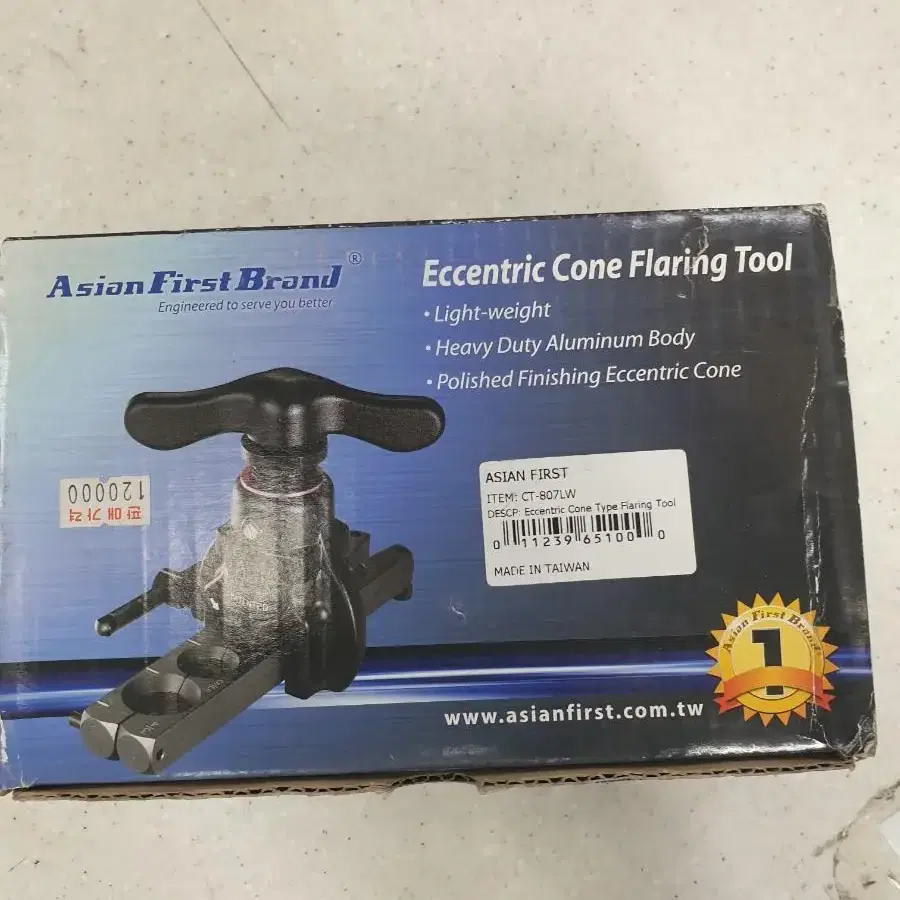 Asian First Brand ®
Engineered to serve you better
Eccentric Cone Flaring Tool
• Light-weight
• Heavy Duty Aluminum Body
• Polished Finishing Eccentric Cone
판매가격
120000
ASIAN FIRST
ITEM: CT-807LW
DESCP: Eccentric Cone Type Flaring Tool
0 11239 65100 0
MADE IN TAIWAN
Asian First Brand
1
www.asianfirst.com.tw